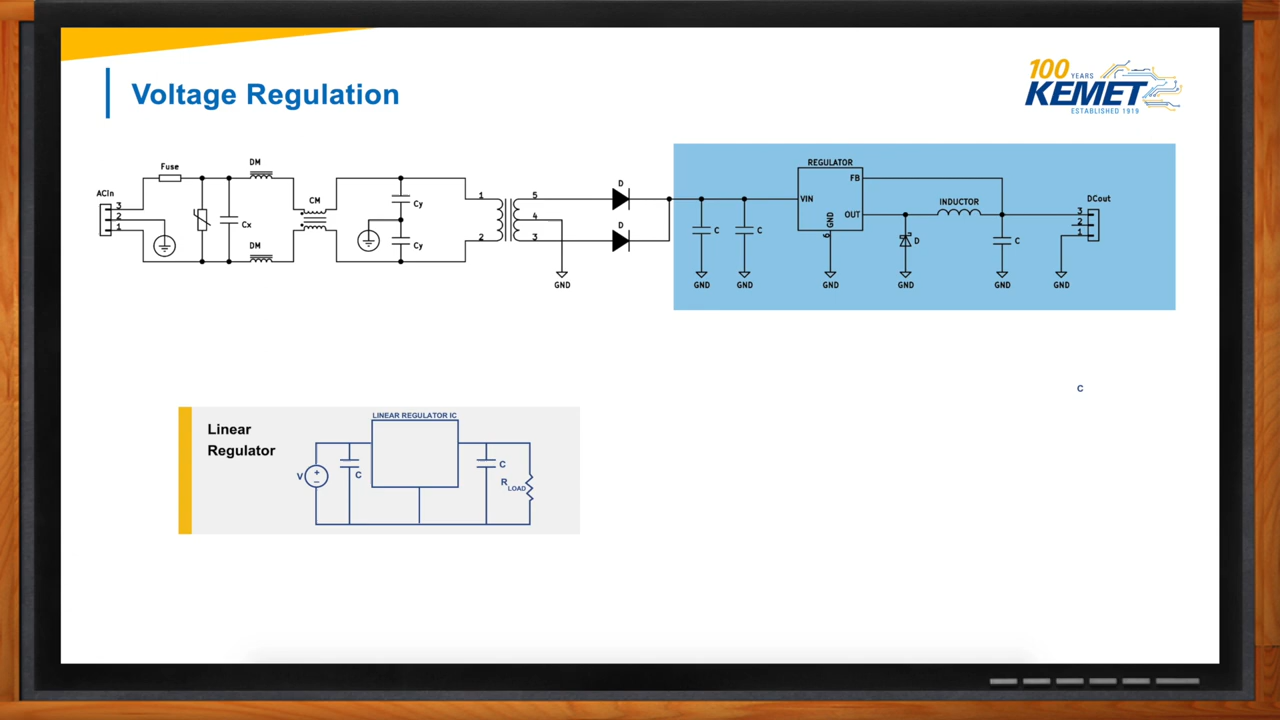 Voltage Regulation
100 YEARS
KEMET
ESTABLISHED 1919
ACin
3
2
1
Fuse
DM
Cx
DM
CM
Cy
Cy
1
2
5
4
3
GND
D
D
C
C
GND
GND
REGULATOR
VIN
FB
OUT
GND
6
GND
INDUCTOR
D
GND
C
GND
DCout
3
2
1
GND
C
Linear
Regulator
LINEAR REGULATOR IC
V
+
−
C
C
R LOAD